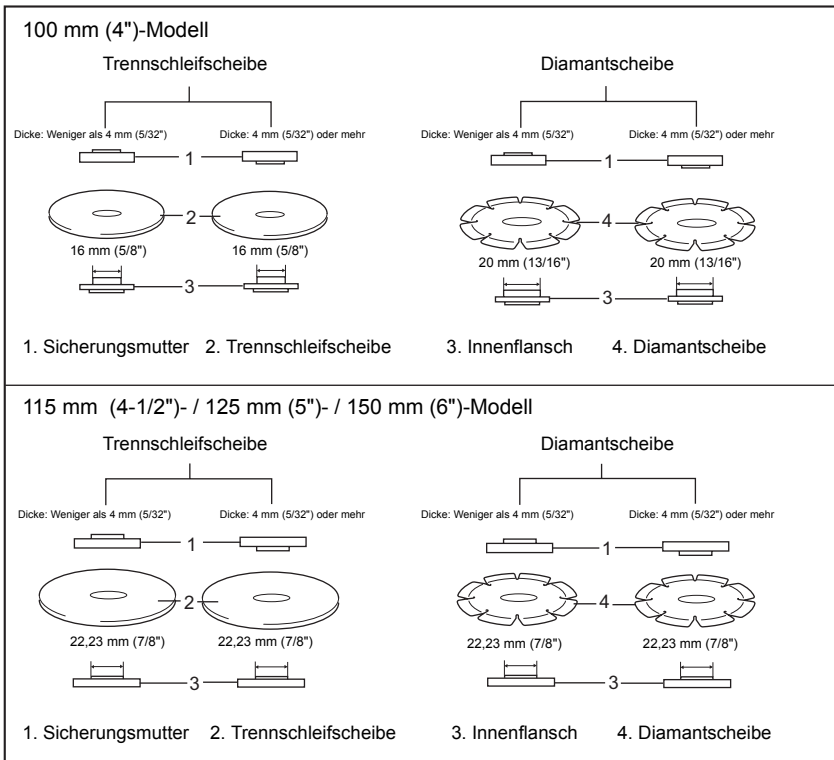 100 mm (4")-Modell
Trennschleifscheibe
Diamantscheibe
Dicke: Weniger als 4 mm (5/32")
Dicke: 4 mm (5/32") oder mehr
Dicke: Weniger als 4 mm (5/32")
Dicke: 4 mm (5/32") oder mehr
1
1
2
4
16 mm (5/8")
16 mm (5/8")
20 mm (13/16")
20 mm (13/16")
3
3
1. Sicherungsmutter 2. Trennschleifscheibe 3. Innenflansch 4. Diamantscheibe
115 mm (4-1/2")- / 125 mm (5")- / 150 mm (6")-Modell
Trennschleifscheibe
Diamantscheibe
Dicke: Weniger als 4 mm (5/32")
Dicke: 4 mm (5/32") oder mehr
Dicke: Weniger als 4 mm (5/32")
Dicke: 4 mm (5/32") oder mehr
1
1
2
4
22,23 mm (7/8")
22,23 mm (7/8")
22,23 mm (7/8")
22,23 mm (7/8")
3
3
1. Sicherungsmutter 2. Trennschleifscheibe 3. Innenflansch 4. Diamantscheibe